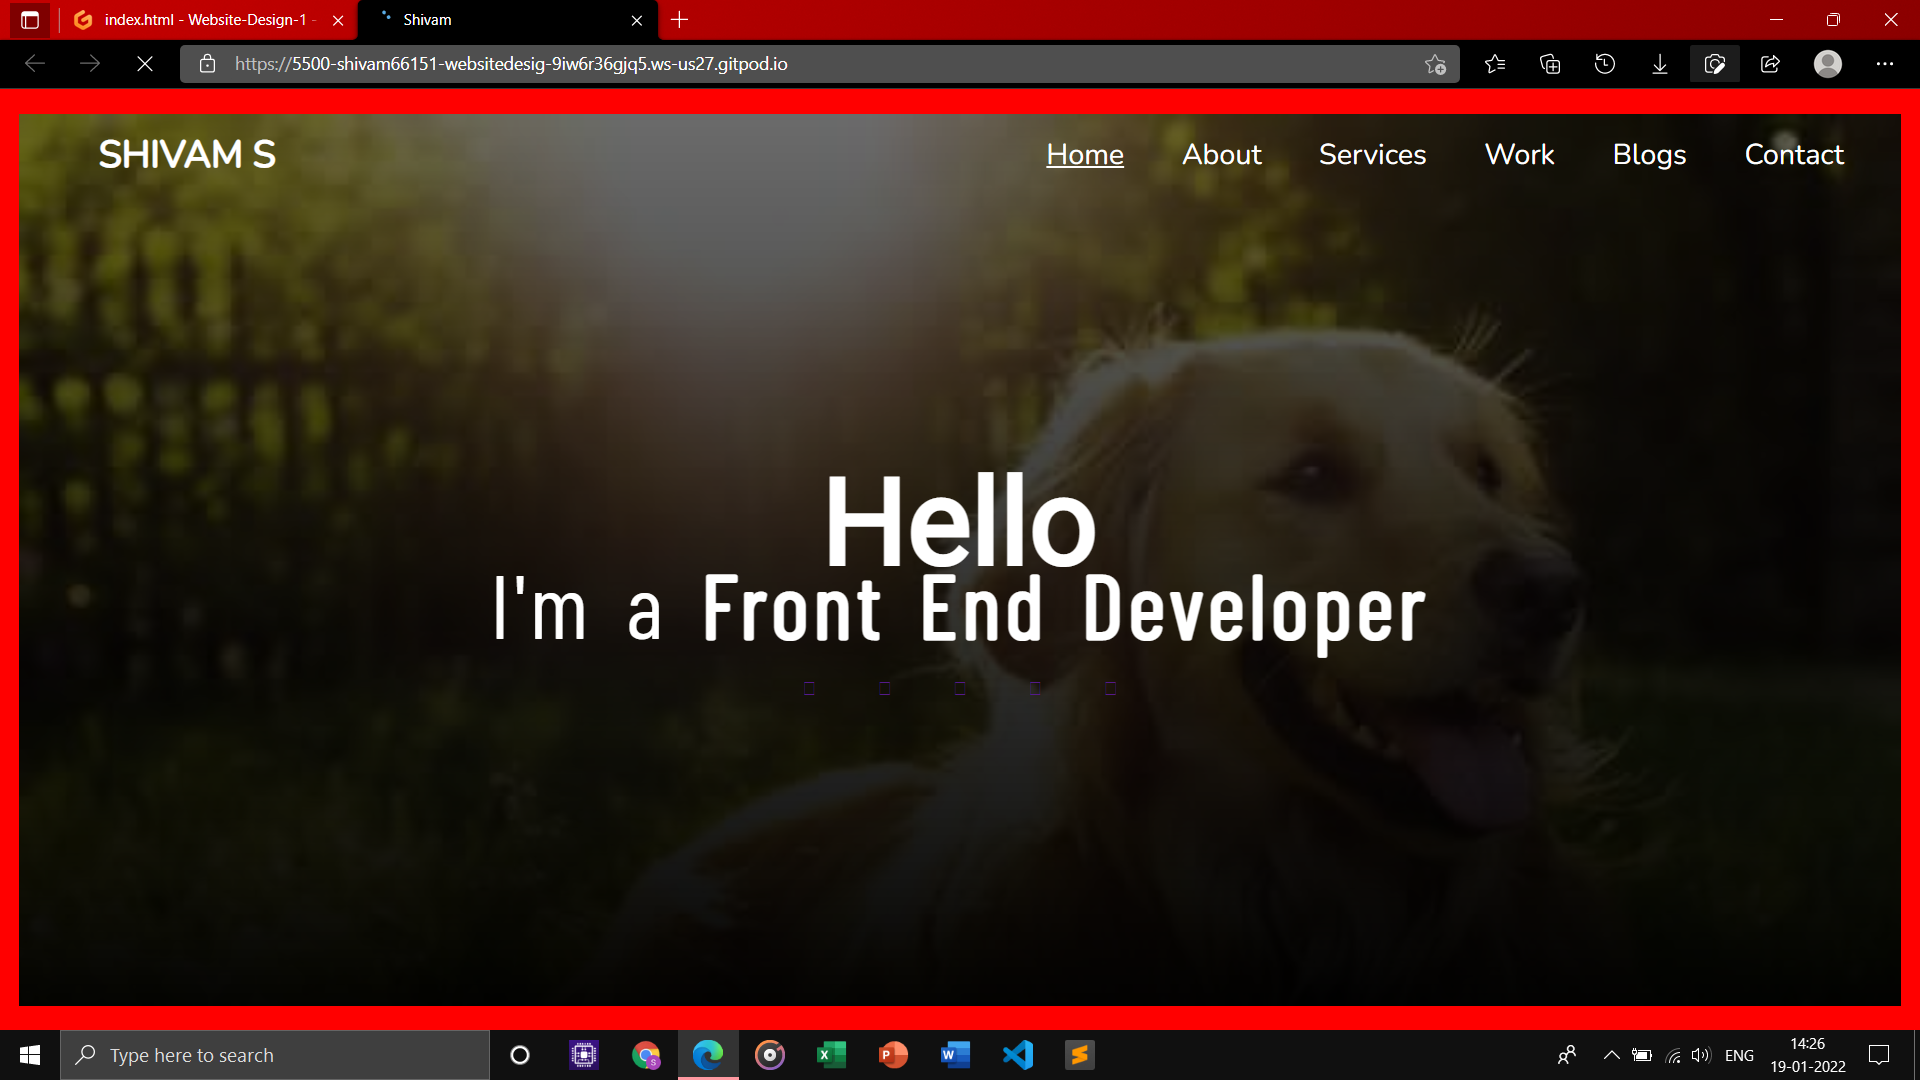 index.html - Website-Design-1 -
Shivam
https://5500-shivam66151-websitedesig-9iw6r36gjq5.ws-us27.gitpod.io
SHIVAM S
Home About Services Work Blogs Contact
Hello
I'm a Front End Developer
Type here to search
ENG
14:26
19-01-2022